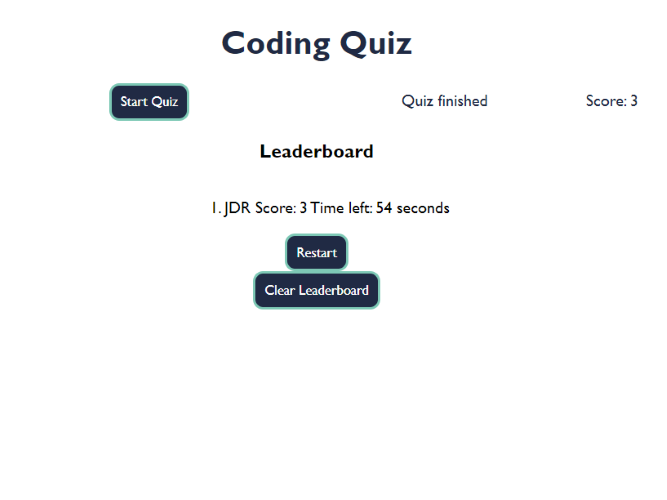 Coding Quiz
Start Quiz
Quiz finished
Score: 3
Leaderboard
1. JDR Score: 3 Time left: 54 seconds
Restart
Clear Leaderboard